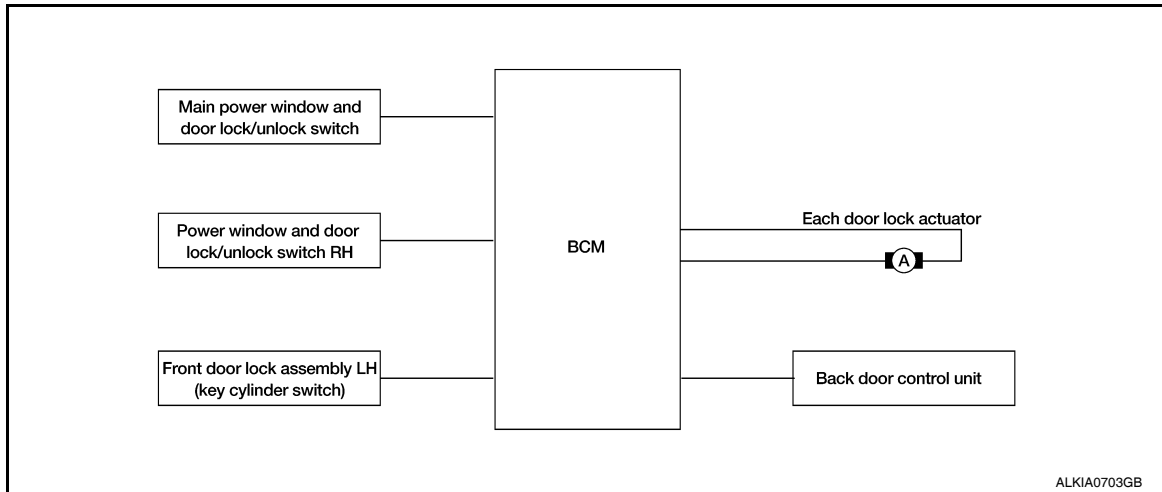 Main power window and
door lock/unlock switch
Power window and door
lock/unlock switch RH
Front door lock assembly LH
(key cylinder switch)
BCM
Each door lock actuator
A
Back door control unit
ALKIA0703GB